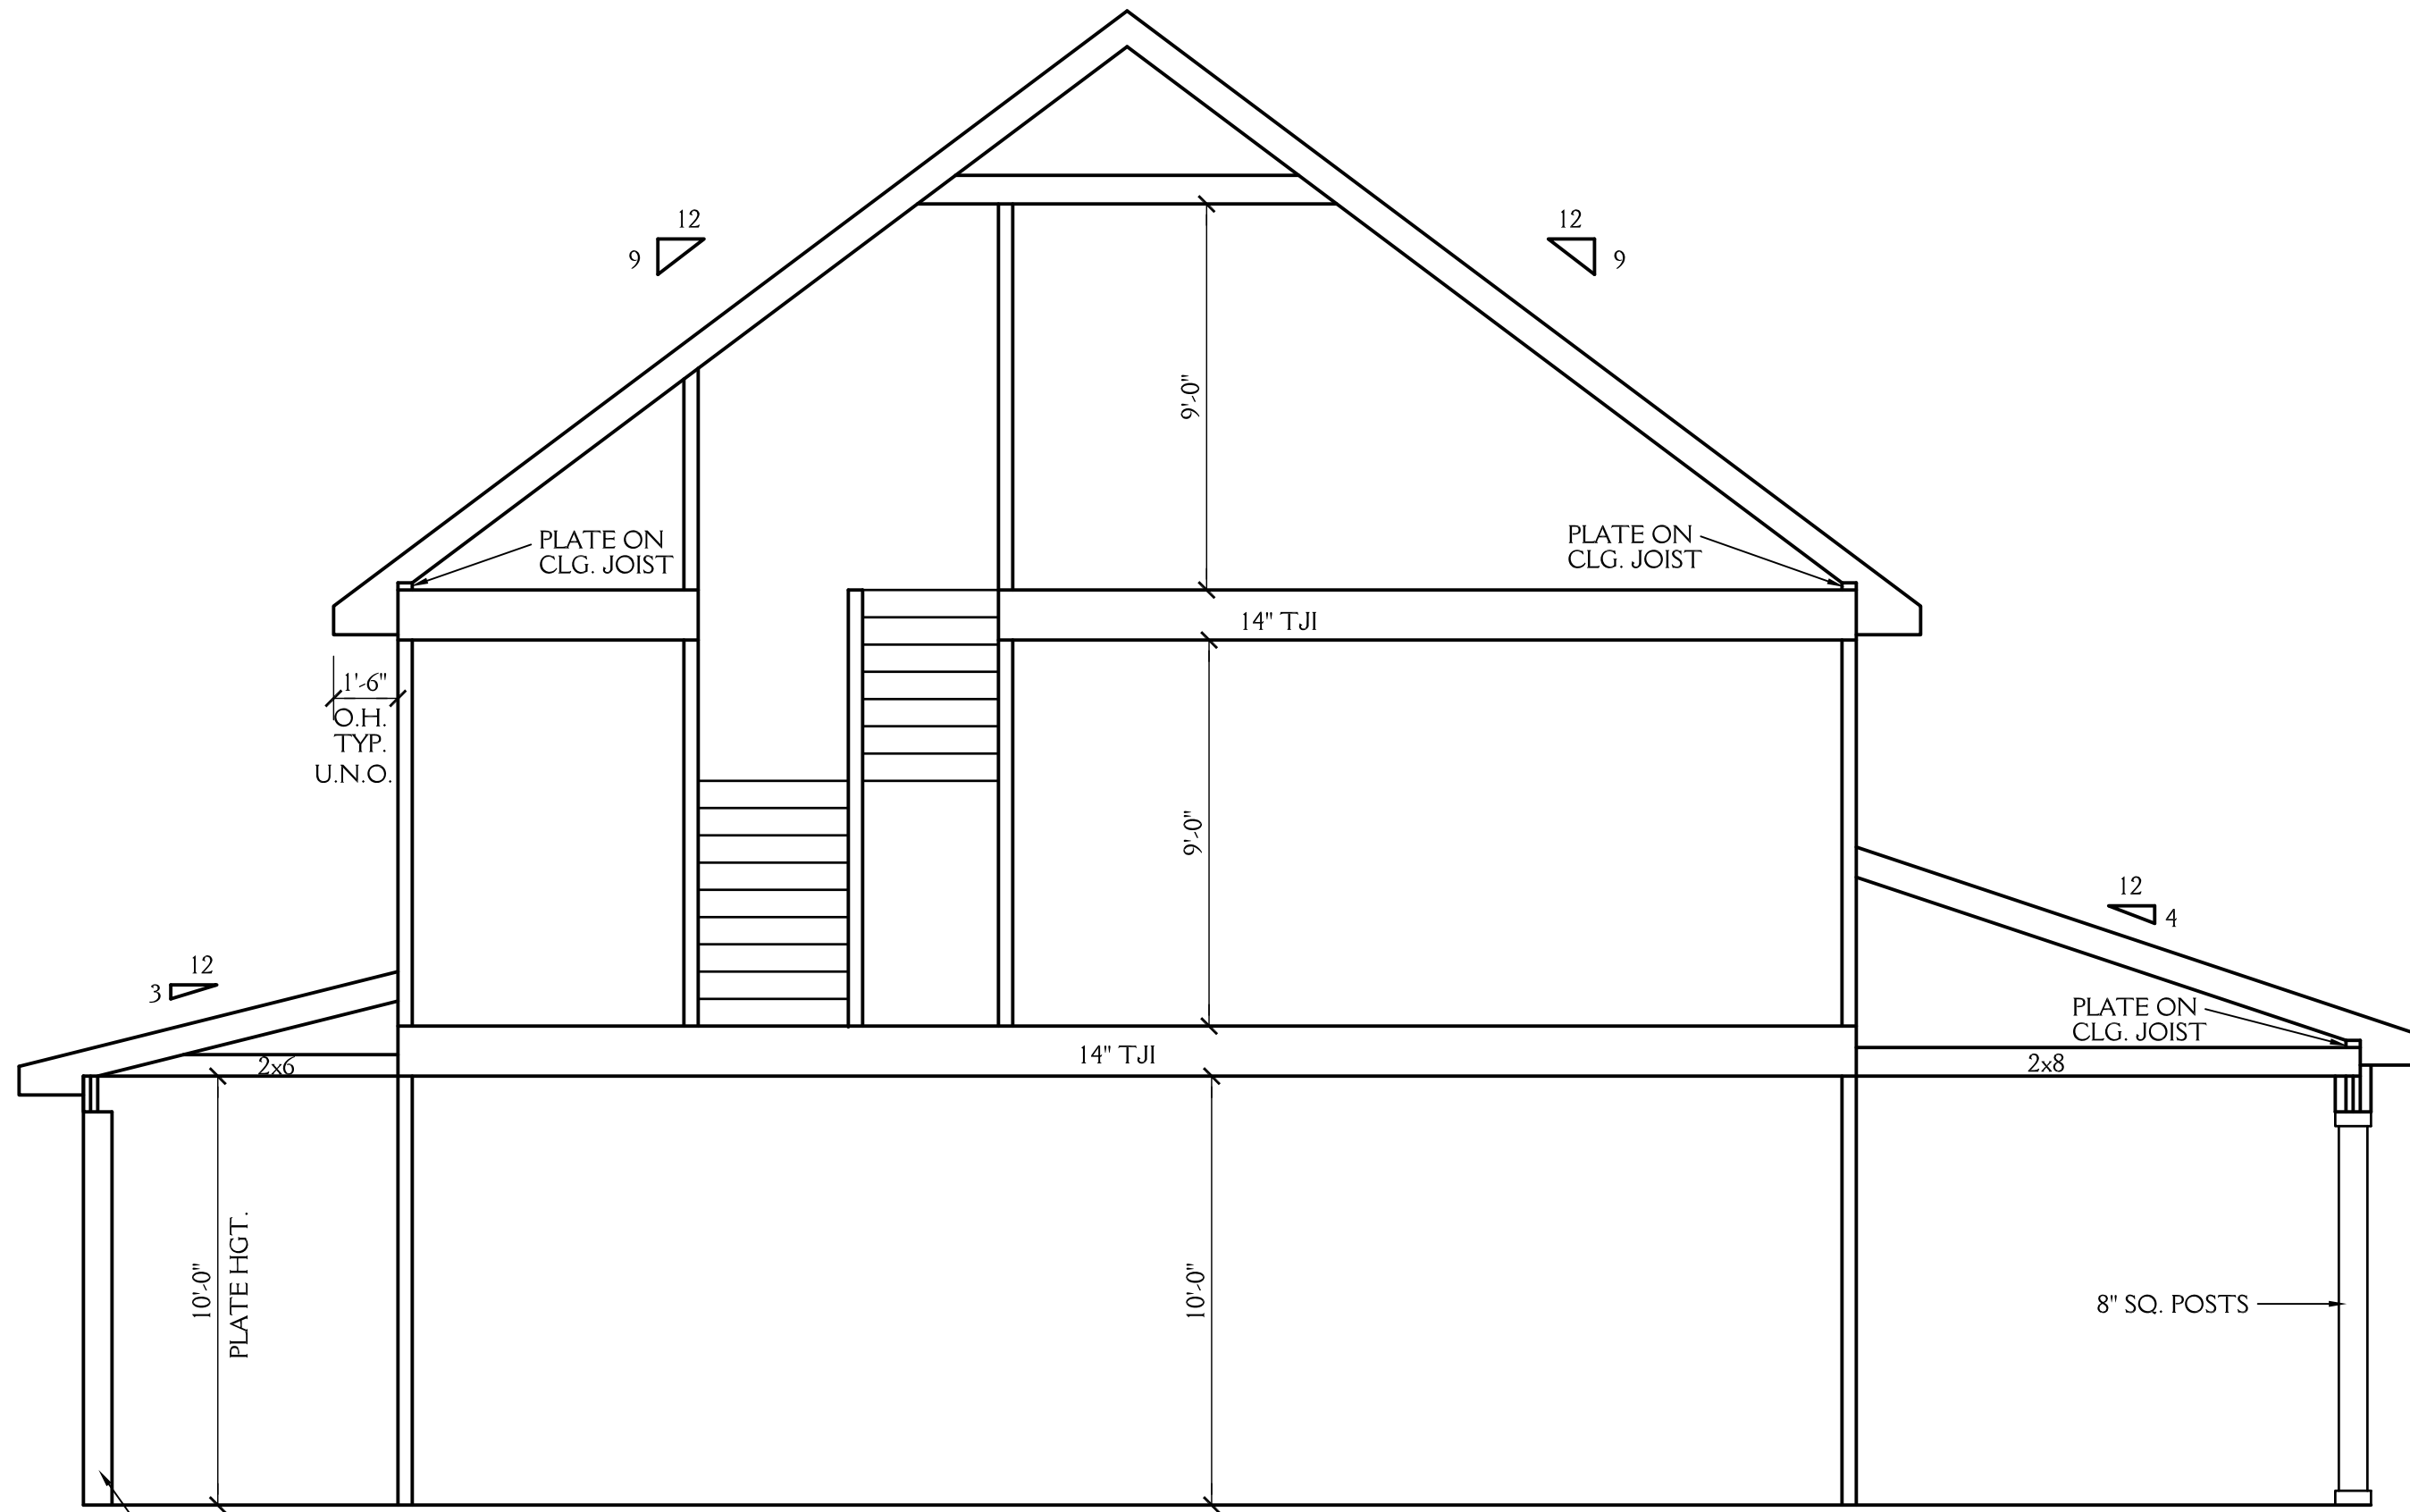 12
9
12
9
9'-0"
PLATE ON
CLG. JOIST
PLATE ON
CLG. JOIST
14" TJI
1'-6"
O.H.
TYP.
U.N.O.
9'-0"
12
4
12
3
PLATE ON
CLG. JOIST
14" TJI
2x6
2x8
10'-0"
PLATE HGT.
10'-0"
8" SQ. POSTS